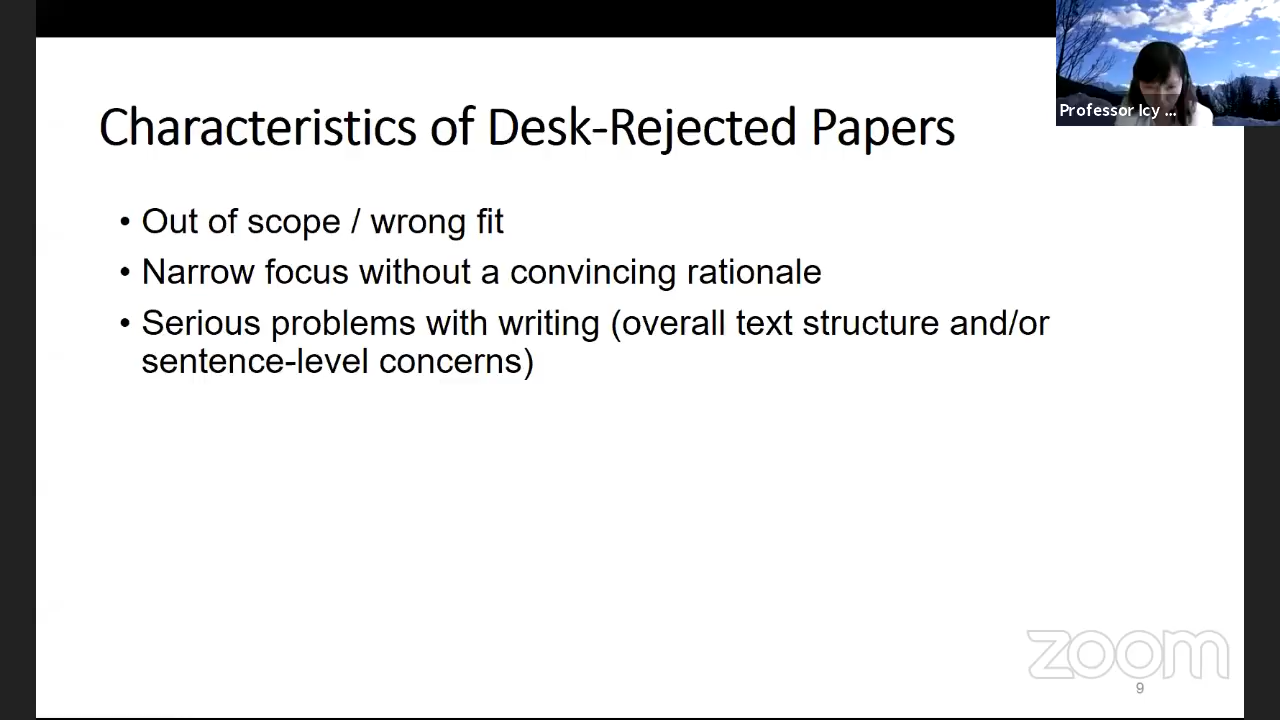 Professor Icy ...
Characteristics of Desk-Rejected Papers
• Out of scope / wrong fit
• Narrow focus without a convincing rationale
• Serious problems with writing (overall text structure and/or
sentence-level concerns)
zoom
9